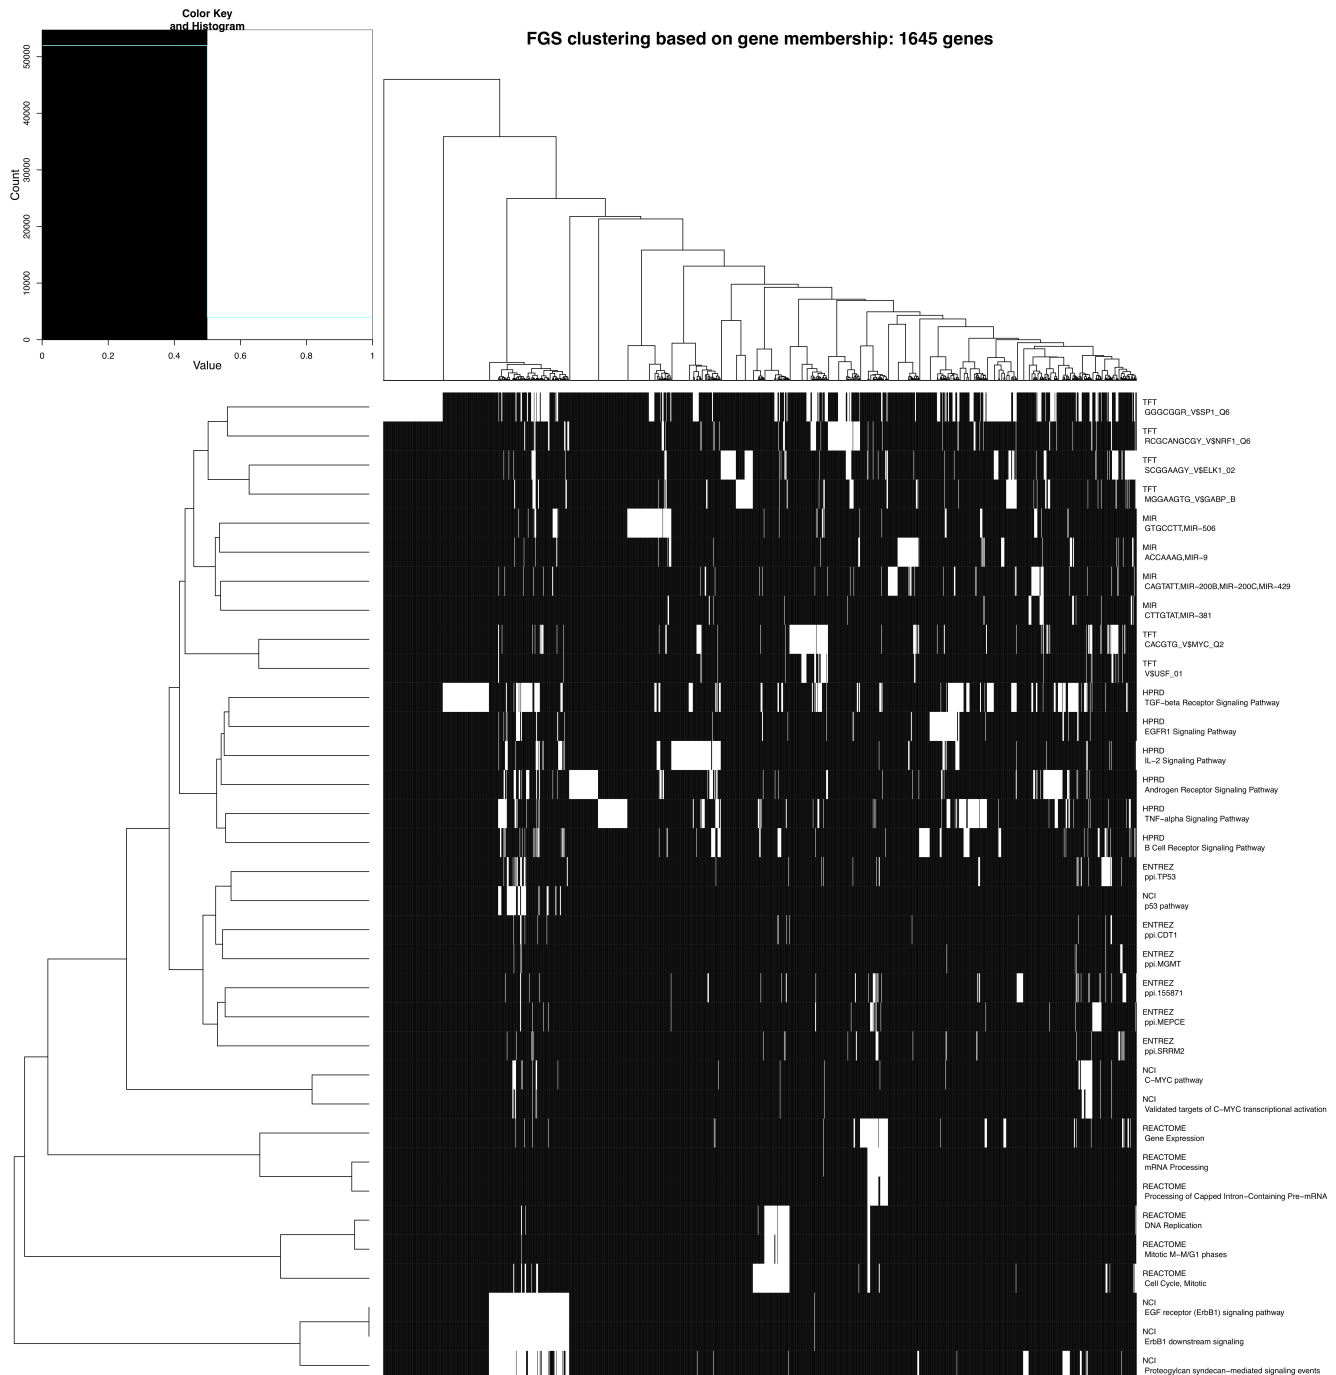 Color Key
and Histogram
FGS clustering based on gene membership: 1645 genes
50000
40000
30000
20000
10000
0
Count
0 0.2 0.4 0.6 0.8 1
Value
TFT
GGGCGGR_V$SP1_Q6
TFT
RCGCANGCGY_V$NRF1_Q6
TFT
SCGGAAGY_V$ELK1_02
TFT
MGGAAGTG_V$GABP_B
MIR
GTGCCTT,MIR−506
MIR
ACCAAAG,MIR−9
MIR
CAGTATT,MIR−200B,MIR−200C,MIR−429
MIR
CTTGTAT,MIR−381
TFT
CACGTG_V$MYC_Q2
TFT
V$USF_01
HPRD
TGF−beta Receptor Signaling Pathway
HPRD
EGFR1 Signaling Pathway
HPRD
IL−2 Signaling Pathway
HPRD
Androgen Receptor Signaling Pathway
HPRD
TNF−alpha Signaling Pathway
HPRD
B Cell Receptor Signaling Pathway
ENTREZ
ppi.TP53
NCI
p53 pathway
ENTREZ
ppi.CDT1
ENTREZ
ppi.MGMT
ENTREZ
ppi.155871
ENTREZ
ppi.MEPCE
ENTREZ
ppi.SRRM2
NCI
C−MYC pathway
NCI
Validated targets of C−MYC transcriptional activation
REACTOME
Gene Expression
REACTOME
mRNA Processing
REACTOME
Processing of Capped Intron−Containing Pre−mRNA
REACTOME
DNA Replication
REACTOME
Mitotic M−M/G1 phases
REACTOME
Cell Cycle, Mitotic
NCI
EGF receptor (ErbB1) signaling pathway
NCI
ErbB1 downstream signaling
NCI
Proteogylcan syndecan−mediated signaling events